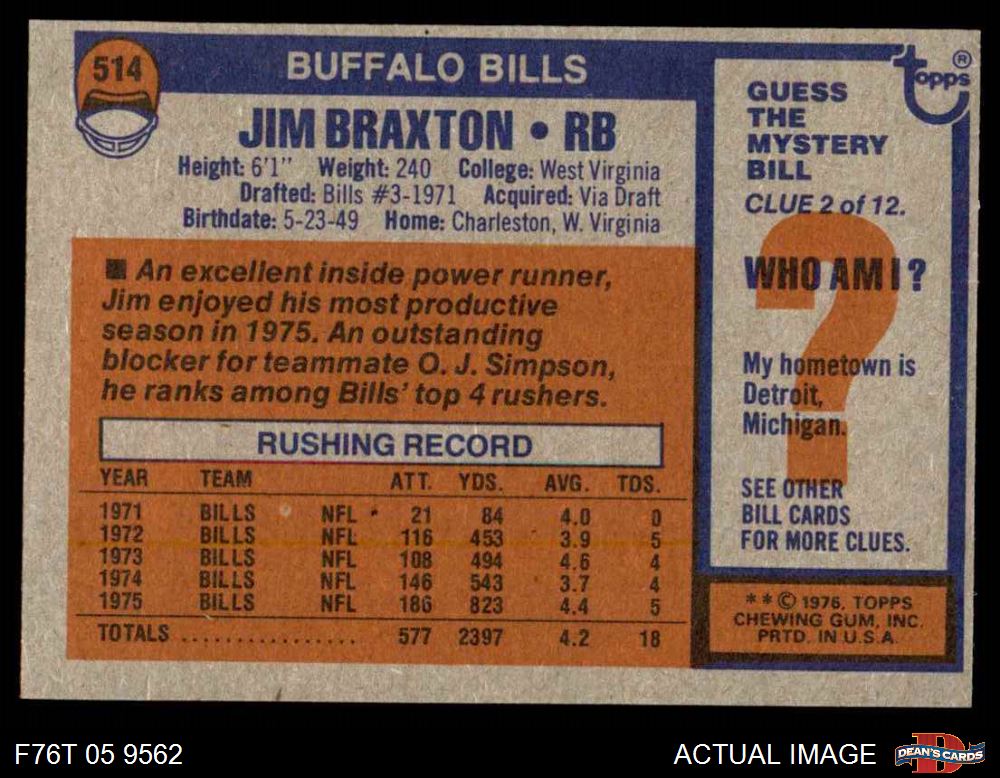 514
BUFFALO BILLS
JIM BRAXTON • RB
Height: 6'1" Weight: 240 College: West Virginia
Drafted: Bills #3-1971 Acquired: Via Draft
Birthdate: 5-23-49 Home: Charleston, W. Virginia
■ An excellent inside power runner,
Jim enjoyed his most productive
season in 1975. An outstanding
blocker for teammate O. J. Simpson,
he ranks among Bills' top 4 rushers.
RUSHING RECORD
YEAR TEAM ATT. YDS. AVG. TDS.
1971 BILLS NFL 21 84 4.0 0
1972 BILLS NFL 116 453 3.9 5
1973 BILLS NFL 108 494 4.6 4
1974 BILLS NFL 146 543 3.7 4
1975 BILLS NFL 186 823 4.4 5
TOTALS ................ 577 2397 4.2 18
topps ®
GUESS
THE
MYSTERY
BILL
CLUE 2 of 12.
?
WHO AM I?
My hometown is
Detroit,
Michigan.
SEE OTHER
BILL CARDS
FOR MORE CLUES.
* * © 1976, TOPPS
CHEWING GUM, INC.
PRTD. IN U.S.A.
F76T 05 9562
ACTUAL IMAGE
DEAN'S CARDS